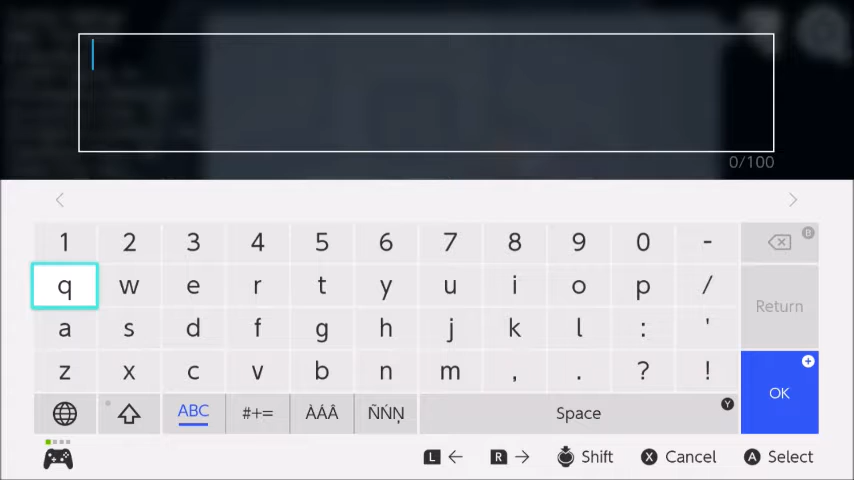 0/100
1 2 3 4 5 6 7 8 9 0 -
q w e r t y u i o p /
Return
a s d f g h j k l : '
z x c v b n m , . ? !
OK
ABC #+= ÀÁÂ ÑŃŅ Space Y
L ← R → Shift X Cancel A Select